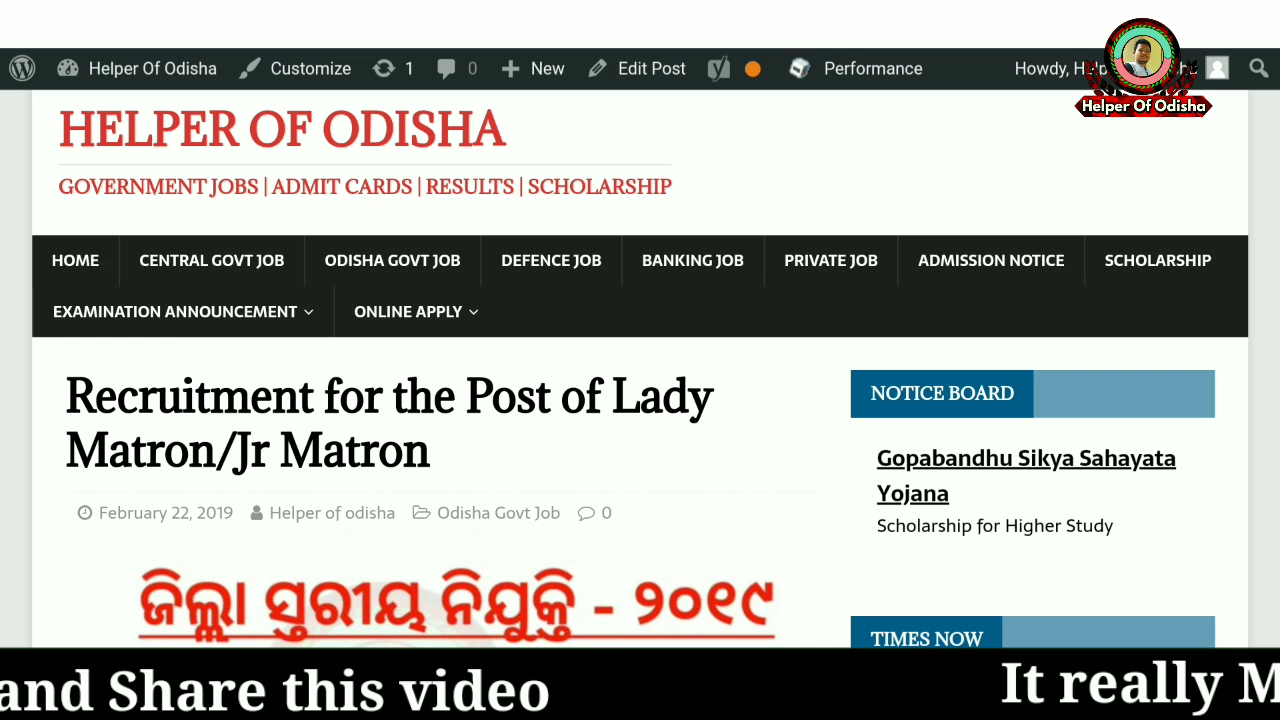 Helper Of Odisha Customize 1 0 New Edit Post Performance Howdy,
Helper Of Odisha
HELPER OF ODISHA
GOVERNMENT JOBS | ADMIT CARDS | RESULTS | SCHOLARSHIP
HOME CENTRAL GOVT JOB ODISHA GOVT JOB DEFENCE JOB BANKING JOB PRIVATE JOB ADMISSION NOTICE SCHOLARSHIP
EXAMINATION ANNOUNCEMENT ONLINE APPLY
Recruitment for the Post of Lady
Matron/Jr Matron
February 22, 2019 Helper of odisha Odisha Govt Job 0
ଜିଲ୍ଲା ସ୍ତରୀୟ ନିଯୁକ୍ତି - ୨୦୧୯
NOTICE BOARD
Gopabandhu Sikya Sahayata
Yojana
Scholarship for Higher Study
TIMES NOW
and Share this video It really M